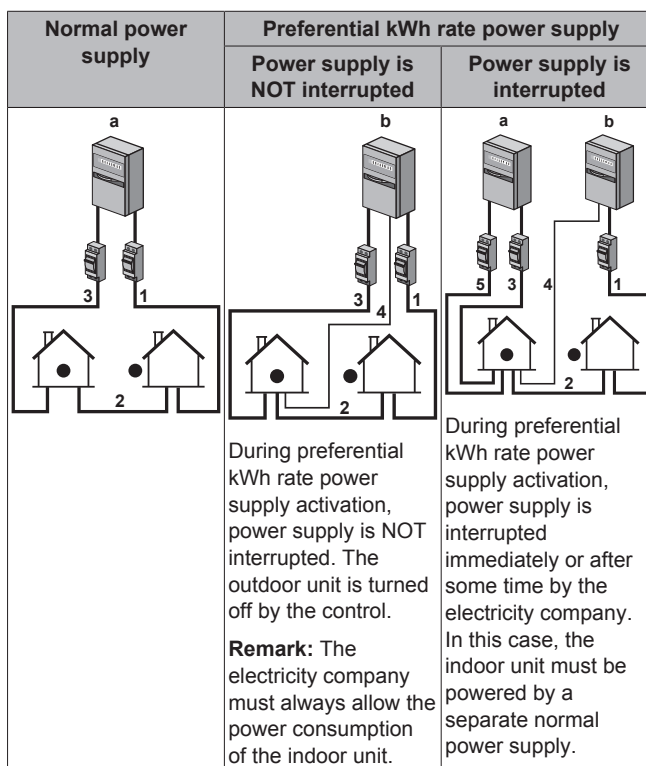 Normal power
supply
Preferential kWh rate power supply
Power supply is
NOT interrupted
Power supply is
interrupted
a
3
1
2
b
3
4
1
2
During preferential
kWh rate power
supply activation,
power supply is NOT
interrupted. The
outdoor unit is turned
off by the control.
Remark: The
electricity company
must always allow the
power consumption
of the indoor unit.
a
b
5
3
4
1
2
During preferential
kWh rate power
supply activation,
power supply is
interrupted
immediately or after
some time by the
electricity company.
In this case, the
indoor unit must be
powered by a
separate normal
power supply.